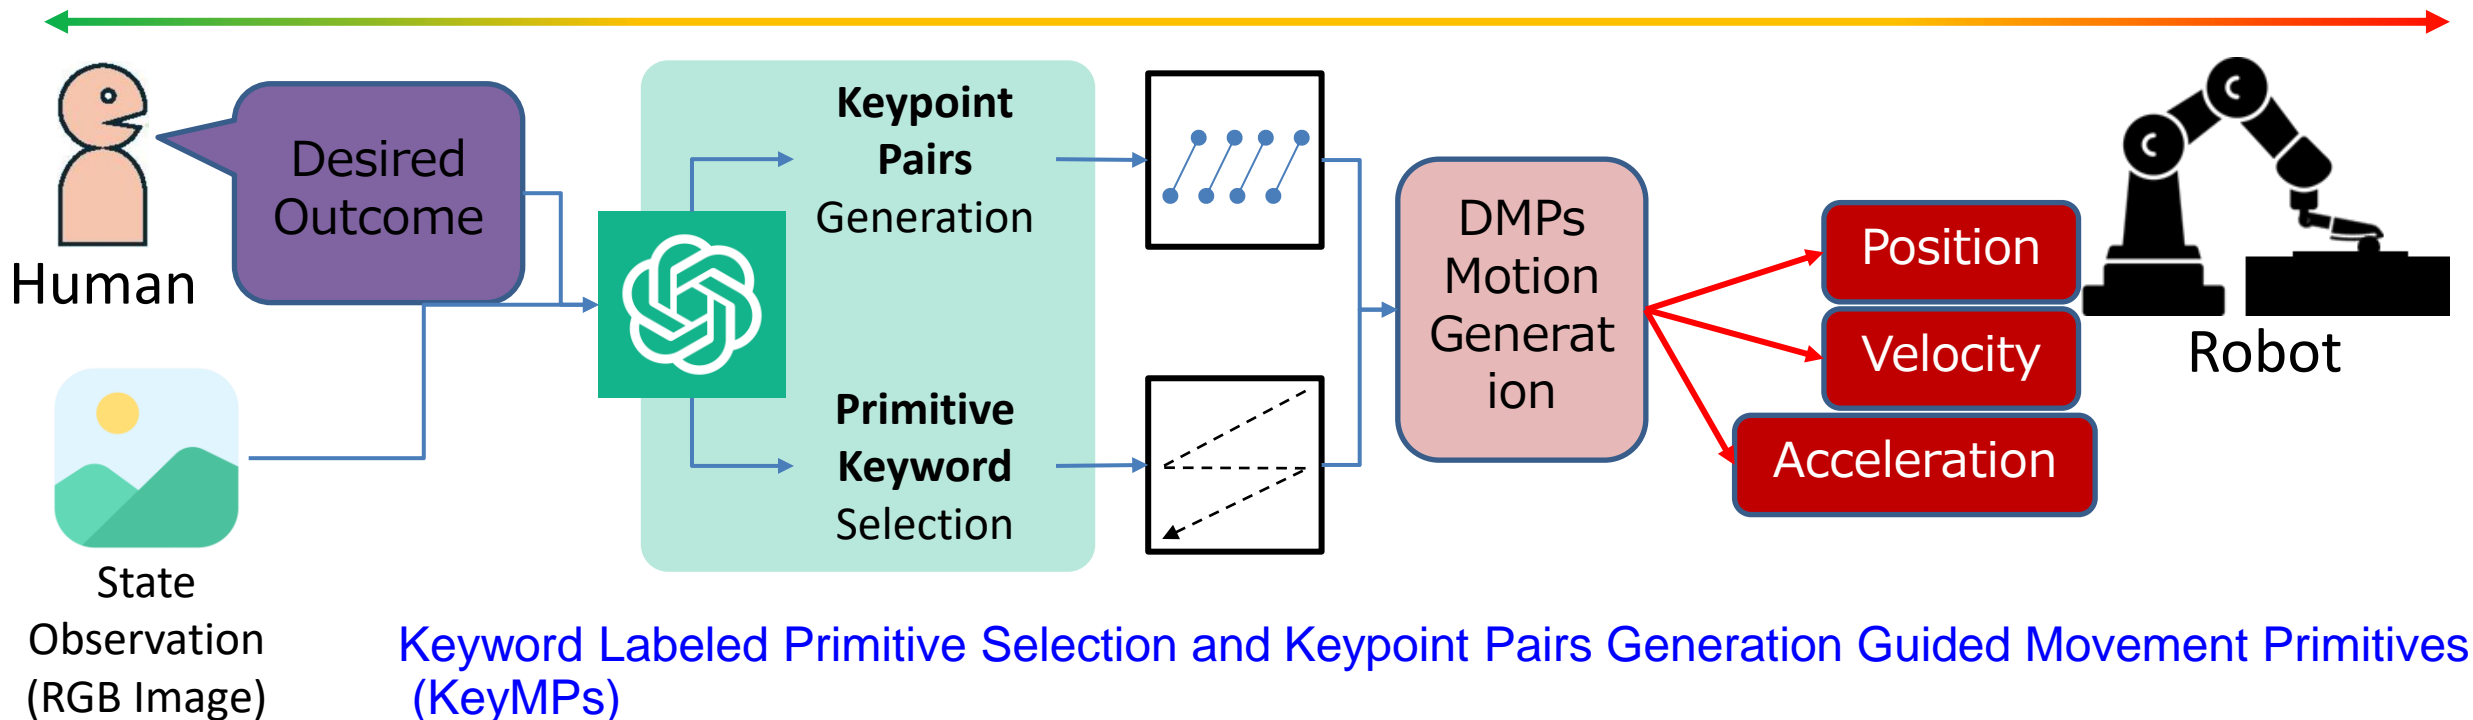 Human
Desired
Outcome
State
Observation
(RGB Image)
Keypoint
Pairs
Generation
Primitive
Keyword
Selection
DMPs
Motion
Generat
ion
Position
Velocity
Acceleration
Robot
Keyword Labeled Primitive Selection and Keypoint Pairs Generation Guided Movement Primitives
(KeyMPs)